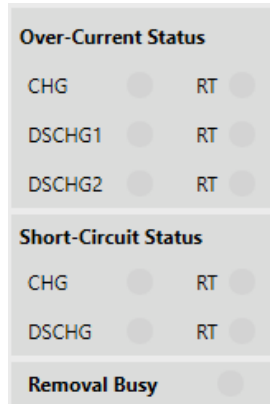 Over-Current Status
CHG RT
DSCHG1 RT
DSCHG2 RT
Short-Circuit Status
CHG RT
DSCHG RT
Removal Busy